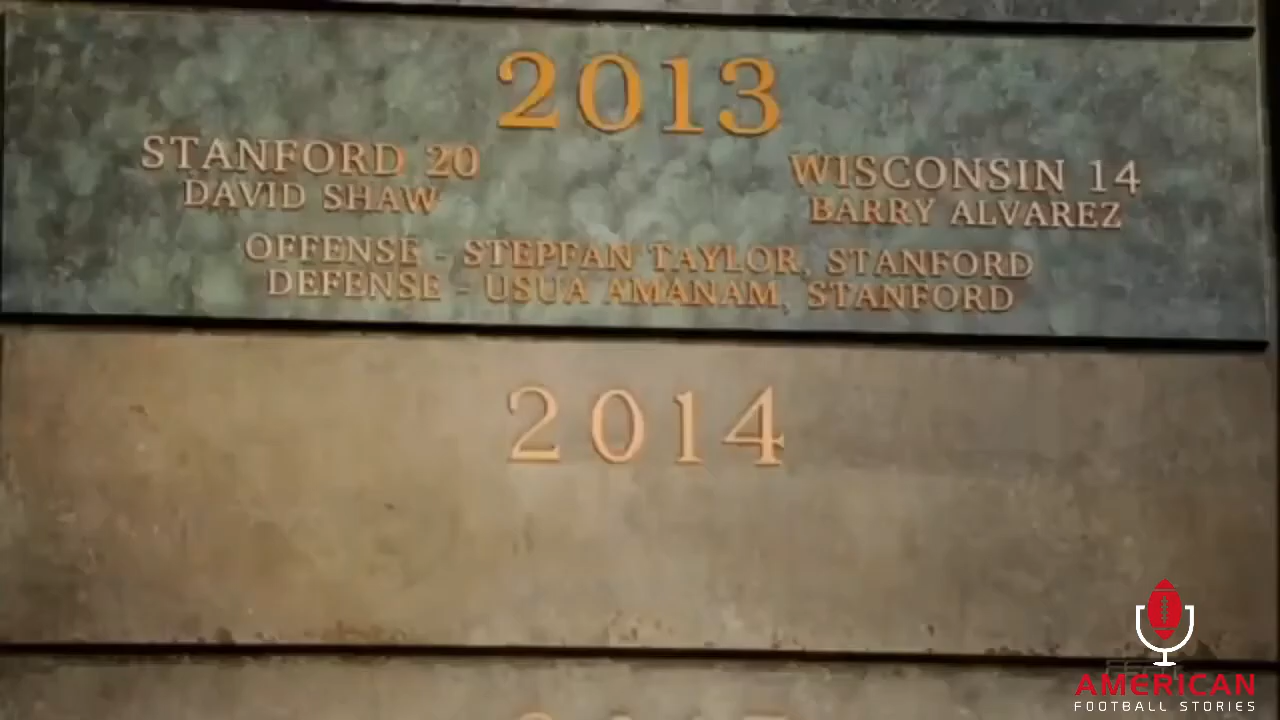 2013
STANFORD 20
DAVID SHAW
WISCONSIN 14
BARRY ALVAREZ
OFFENSE - STEPFAN TAYLOR, STANFORD
DEFENSE - USUA AMANAM, STANFORD
2014
AMERICAN
FOOTBALL STORIES